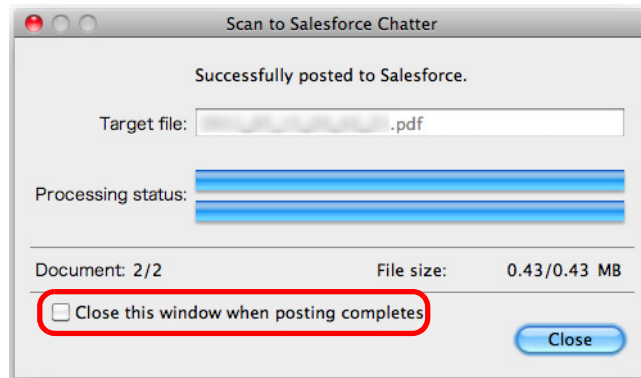 Scan to Salesforce Chatter
Successfully posted to Salesforce.
Target file: .pdf
Processing status:
Document: 2/2 File size: 0.43/0.43 MB
Close this window when posting completes
Close